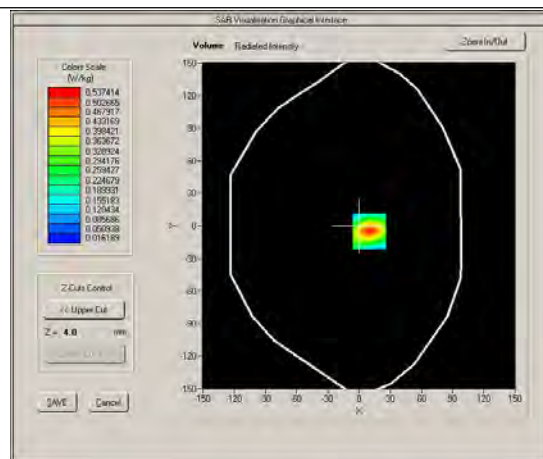 SAR Visualisation Graphical Interface
Volume Radiated Intensity
Zoom In/Out
Colors Scale
(W/kg)
0.537414
0.502665
0.467917
0.433169
0.398421
0.363672
0.328924
0.294176
0.259427
0.224679
0.189931
0.155183
0.120434
0.085686
0.050938
0.016189
Z-Cuts Control
<< Upper Cut
Z = 4.0 mm
SAVE
Cancel
150
120
90
60
30
0
-30
-60
-90
-120
-150
Y
-150 -120 -90 -60 -30 0 30 60 90 120 150
X